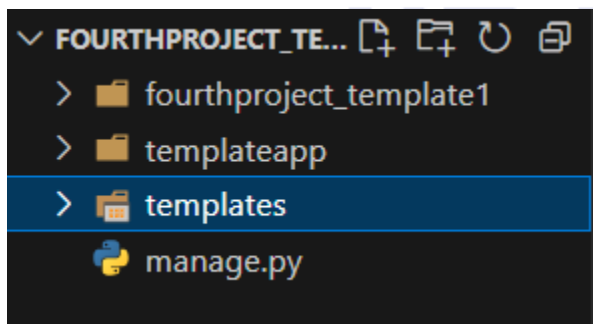 FOURTHPROJECT_TE...
fourthproject_template1
templateapp
templates
manage.py